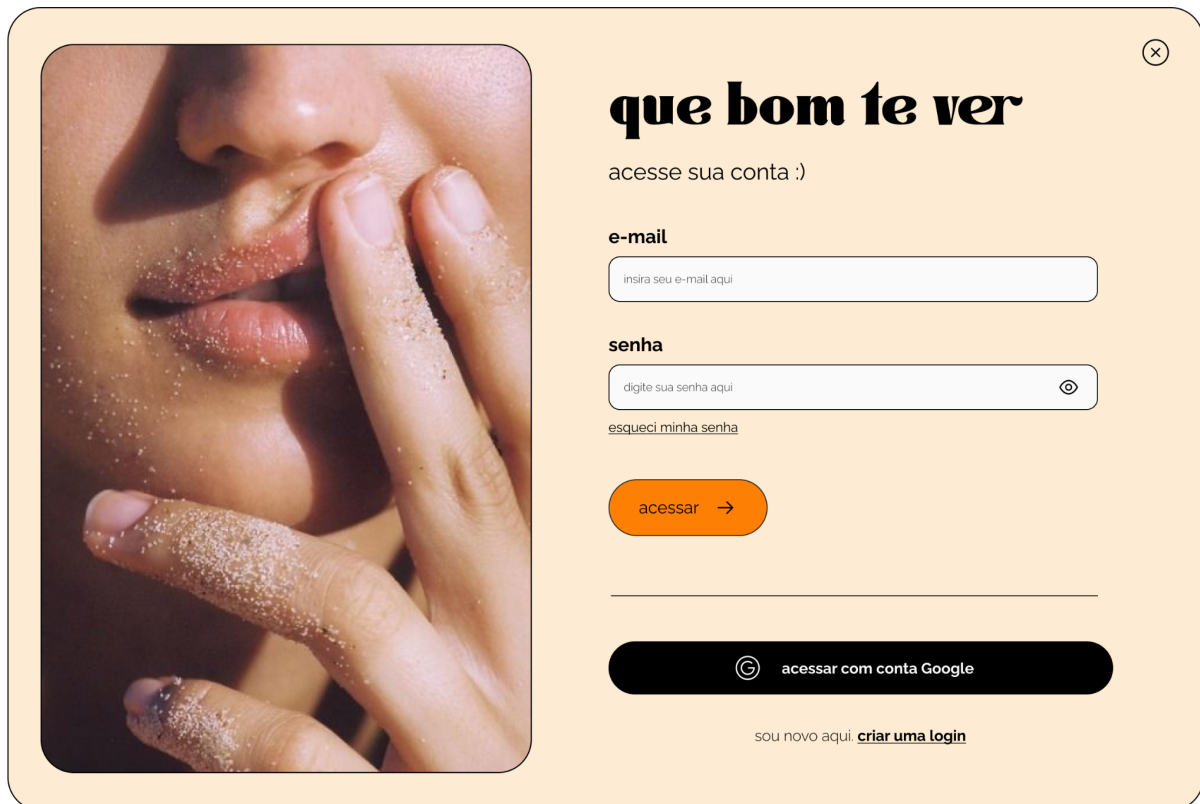 que bom te ver
acesse sua conta :)
e-mail
insira seu e-mail aqui
senha
digite sua senha aqui
esqueci minha senha
acessar
G acessar com conta Google
sou novo aqui. criar uma login